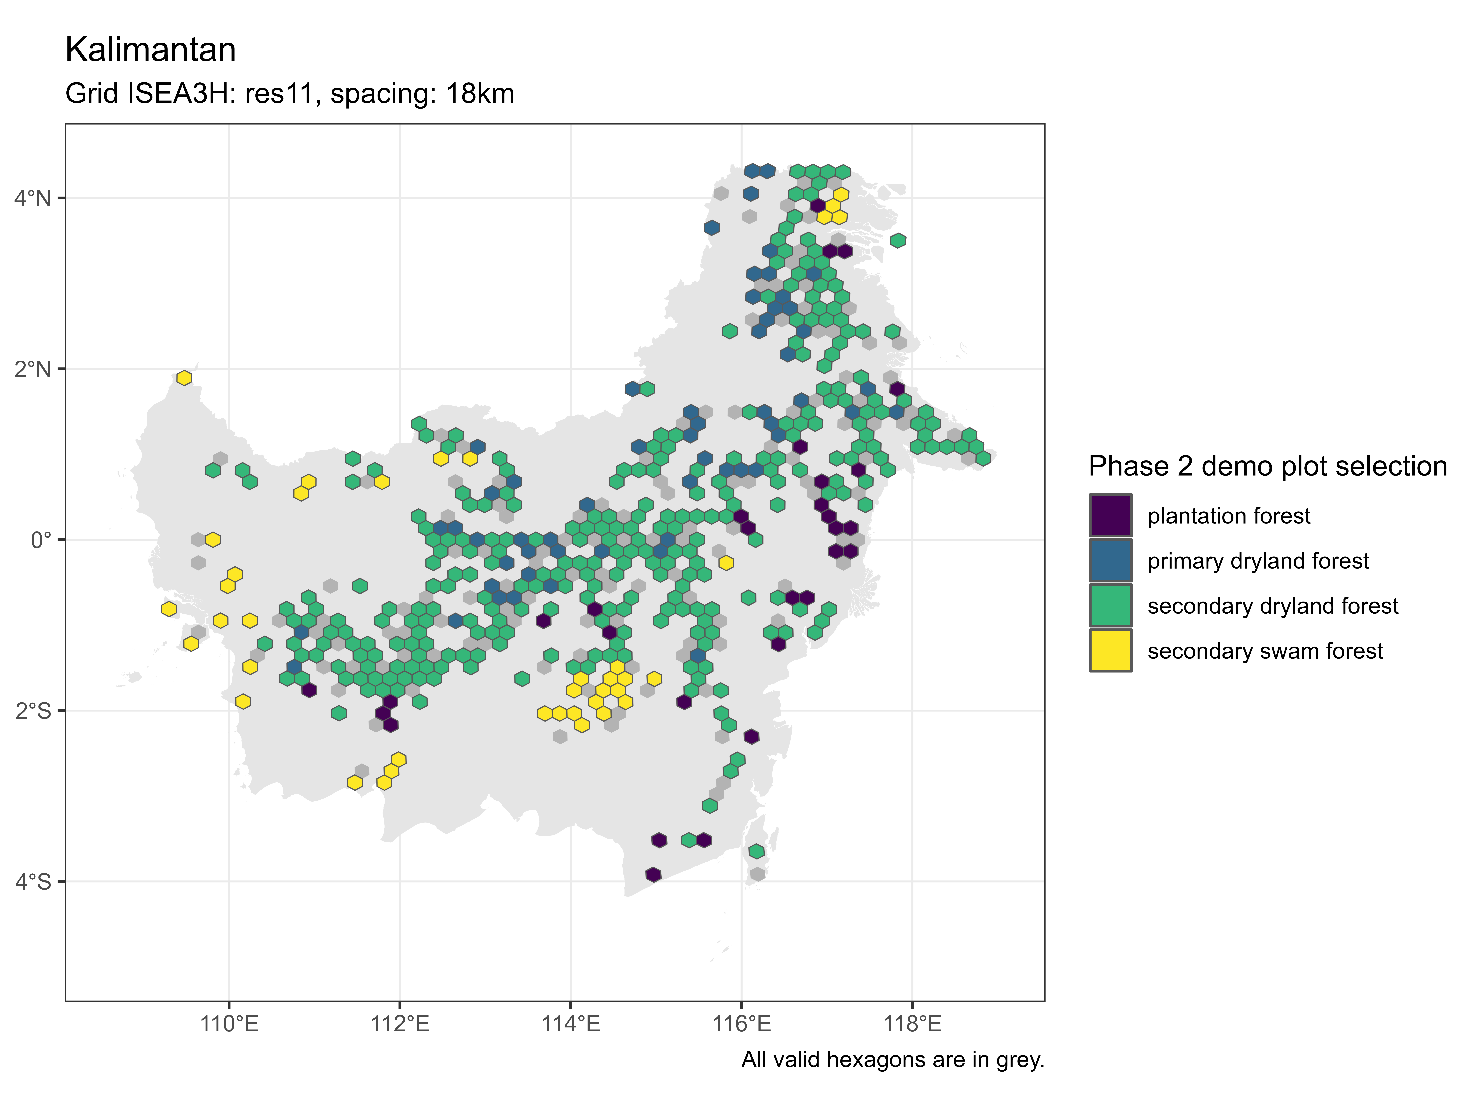 Kalimantan
Grid ISEA3H: res11, spacing: 18km
4°N
2°N
0°
2°S
4°S
110°E
112°E
114°E
116°E
118°E
All valid hexagons are in grey.
Phase 2 demo plot selection
plantation forest
primary dryland forest
secondary dryland forest
secondary swam forest